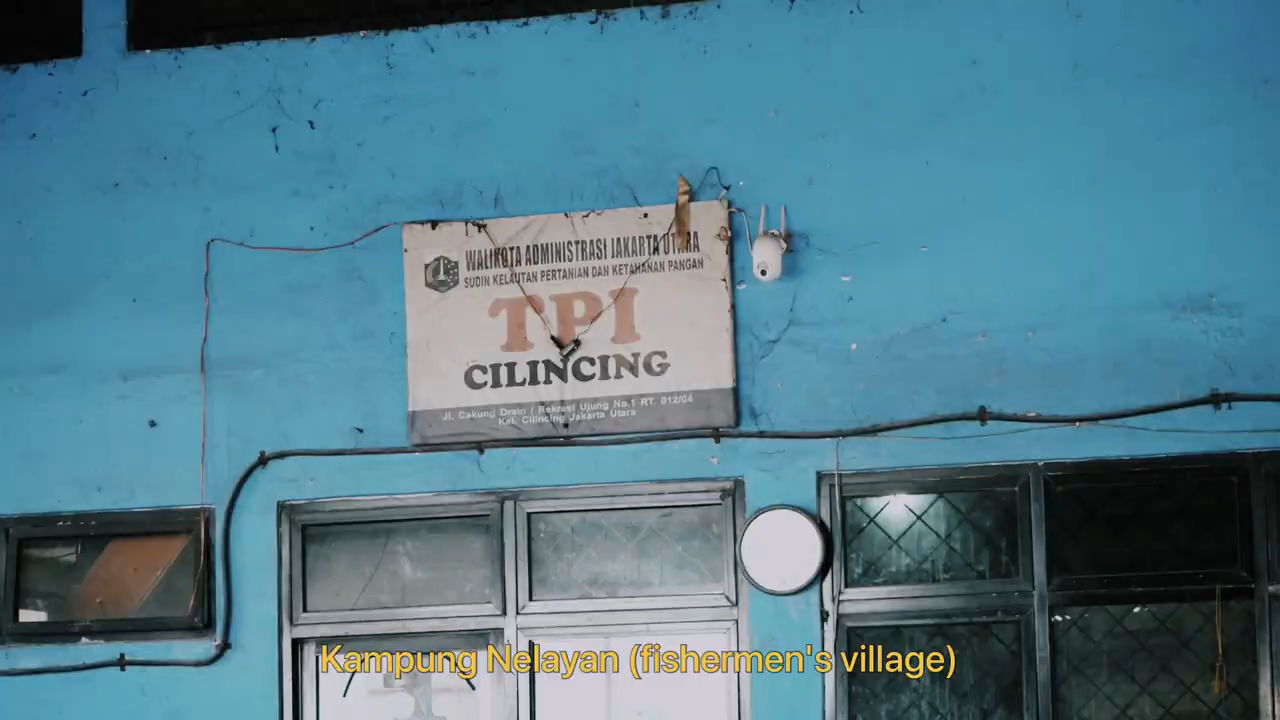 WALIKOTA ADMINISTRASI JAKARTA UTARA
SUDIN KELAUTAN PERTANIAN DAN KETAHANAN PANGAN
TPI
CILINCING
Jl. Cakung Drain / Rekreasi Ujung No.1 RT. 012/04
Kel. Cilincing Jakarta Utara
Kampung Nelayan (fishermen's village)